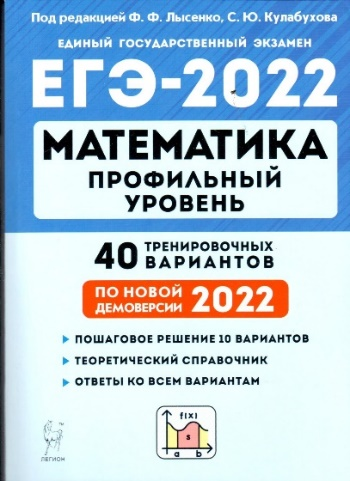 Под редакцией Ф. Ф. Лысенко, С. Ю. Кулабухова
ЕДИНЫЙ ГОСУДАРСТВЕННЫЙ ЭКЗАМЕН
ЕГЭ-2022
МАТЕМАТИКА
ПРОФИЛЬНЫЙ
УРОВЕНЬ
40 ТРЕНИРОВОЧНЫХ
ВАРИАНТОВ
ПО НОВОЙ
ДЕМОВЕРСИИ 2022
ПОШАГОВОЕ РЕШЕНИЕ 10 ВАРИАНТОВ
ТЕОРЕТИЧЕСКИЙ СПРАВОЧНИК
ОТВЕТЫ КО ВСЕМ ВАРИАНТАМ
f(x)
s
a b
ЛЕГИОН